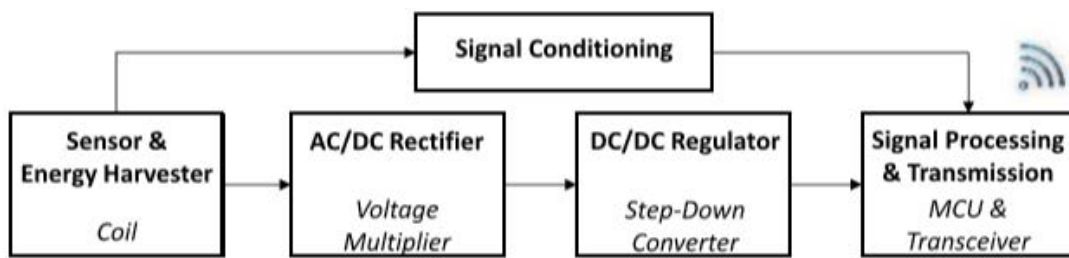 Signal Conditioning
Sensor &
Energy Harvester
Coil
AC/DC Rectifier
Voltage
Multiplier
DC/DC Regulator
Step-Down
Converter
Signal Processing
& Transmission
MCU &
Transceiver